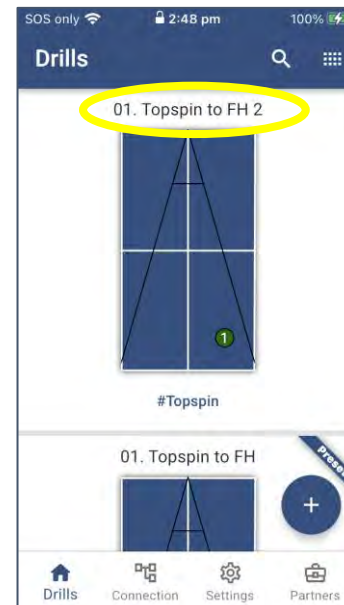 SOS only 2:48 pm 100%
Drills
01. Topspin to FH 2
1
#Topspin
01. Topspin to FH
Prese
+
Drills Connection Settings Partners